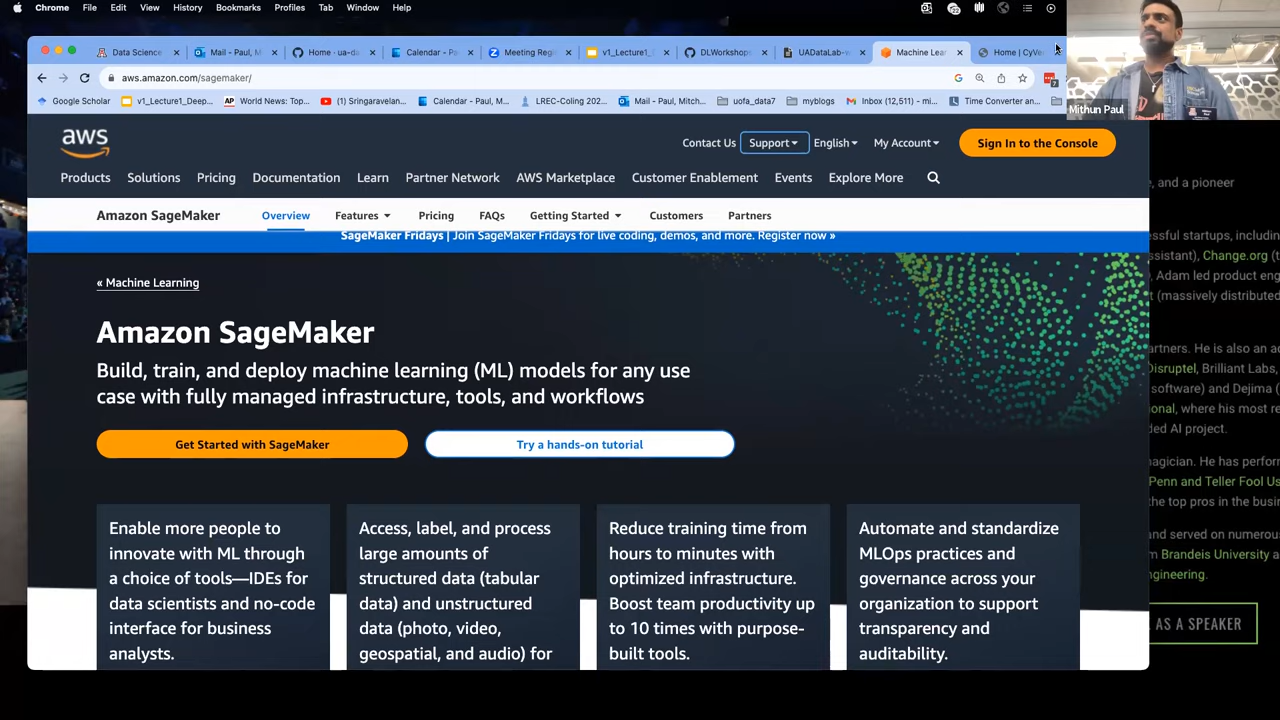 Chrome File Edit View History Bookmarks Profiles Tab Window Help
Data Science
Mail - Paul, M
Home - ua-da
Calendar - Pa
Meeting Regi
v1_Lecture1_
DLWorkshop
UADataLab-w
Machine Lear
Home | CyVe
aws.amazon.com/sagemaker/
Google Scholar
v1_Lecture1_Deep...
World News: Top...
(1) Singaravelan...
Calendar - Paul, M...
LREC-Coling 202...
Mail - Paul, Mitch...
uofa_data7
myblogs
Inbox (12,511) - mi...
Time Converter an
Mithun Paul
aws
Contact Us Support English My Account Sign In to the Console
Products Solutions Pricing Documentation Learn Partner Network AWS Marketplace Customer Enablement Events Explore More
Amazon SageMaker Overview Features Pricing FAQs Getting Started Customers Partners
SageMaker Fridays | Join SageMaker Fridays for live coding, demos, and more. Register now »
« Machine Learning
Amazon SageMaker
Build, train, and deploy machine learning (ML) models for any use
case with fully managed infrastructure, tools, and workflows
Get Started with SageMaker
Try a hands-on tutorial
Enable more people to
innovate with ML through
a choice of tools—IDEs for
data scientists and no-code
interface for business
analysts.
Access, label, and process
large amounts of
structured data (tabular
data) and unstructured
data (photo, video,
geospatial, and audio) for
Reduce training time from
hours to minutes with
optimized infrastructure.
Boost team productivity up
to 10 times with purpose-
built tools.
Automate and standardize
MLOps practices and
governance across your
organization to support
transparency and
auditability.
e, and a pioneer
ssful startups, including
ssistant), Change.org (t
, Adam led product eng
t (massively distributed
artners. He is also an ad
Disruptel, Brilliant Labs,
software) and Dejima (
onal, where his most re
ded AI project.
nagician. He has perfor
Penn and Teller Fool Us
the top pros in the busi
and served on numerou
m Brandeis University a
ngineering.
AS A SPEAKER